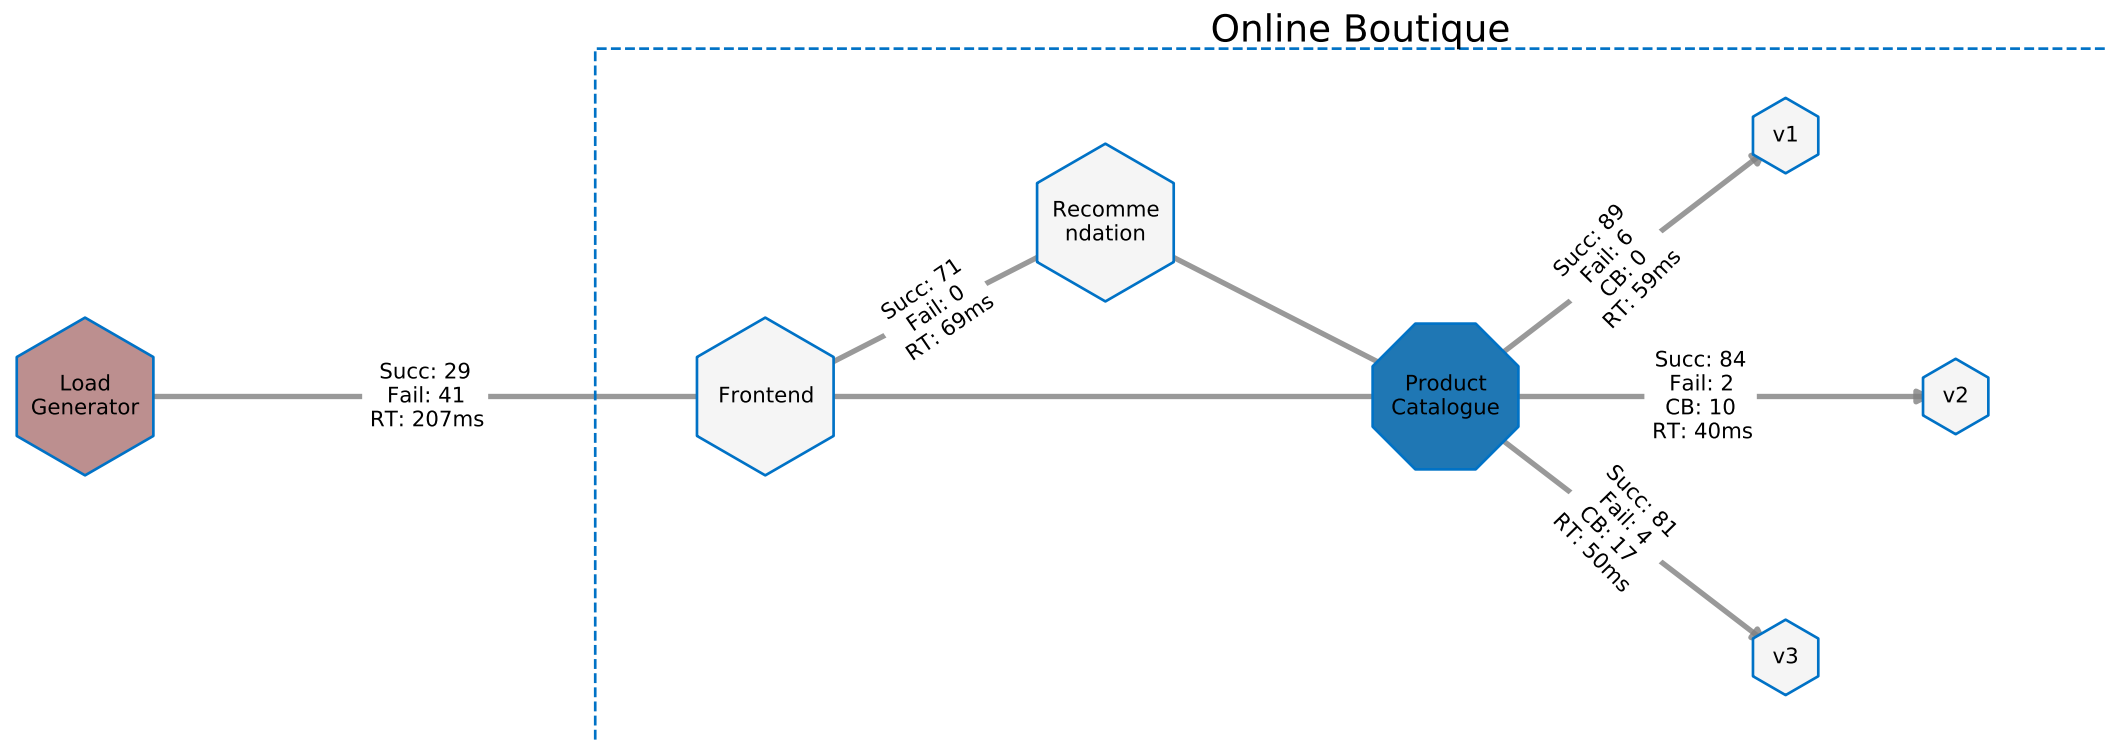 Online Boutique
Load
Generator
Succ: 29
Fail: 41
RT: 207ms
Frontend
Succ: 71
Fail: 0
RT: 69ms
Recomme
ndation
Product
Catalogue
Succ: 89
Fail: 6
CB: 0
RT: 59ms
v1
Succ: 84
Fail: 2
CB: 10
RT: 40ms
v2
Succ: 81
Fail: 4
CB: 17
RT: 50ms
v3